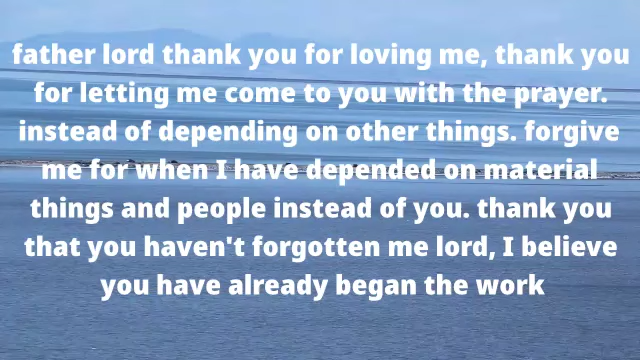 father lord thank you for loving me, thank you
for letting me come to you with the prayer.
instead of depending on other things. forgive
me for when I have depended on material
things and people instead of you. thank you
that you haven't forgotten me lord, I believe
you have already began the work